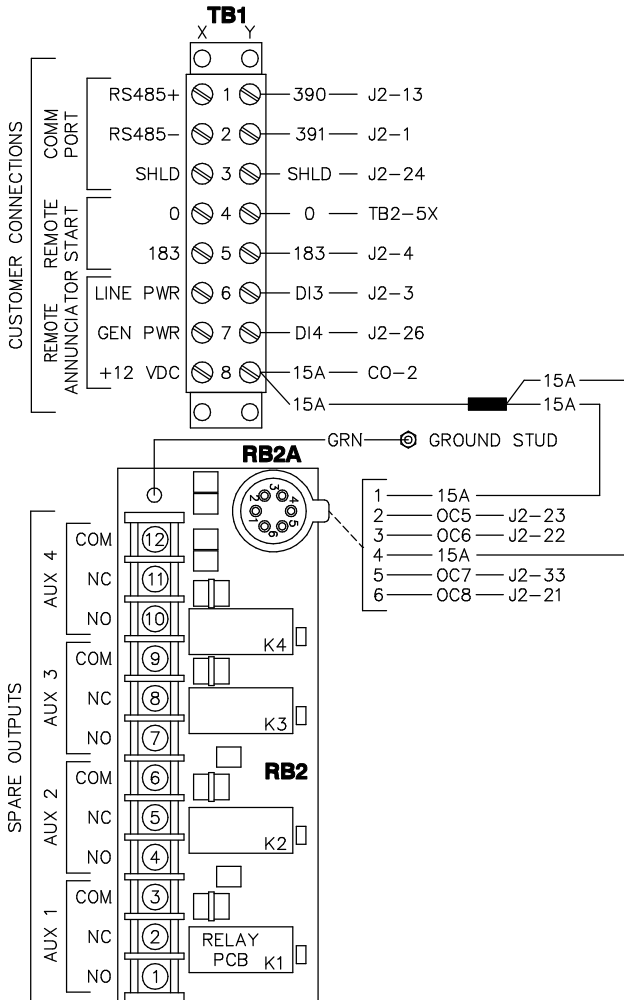 TB1
X Y
CUSTOMER CONNECTIONS
COMM PORT
RS485+ 1 390 J2-13
RS485- 2 391 J2-1
SHLD 3 SHLD J2-24
REMOTE START
0 4 0 TB2-5X
183 5 183 J2-4
REMOTE ANNUNCIATOR
LINE PWR 6 DI3 J2-3
GEN PWR 7 DI4 J2-26
+12 VDC 8 15A CO-2
15A
15A
15A
GRN GROUND STUD
RB2A
1 2 3 4 5 6
1 15A
2 OC5 J2-23
3 OC6 J2-22
4 15A
5 OC7 J2-33
6 OC8 J2-21
SPARE OUTPUTS
AUX 4
COM 12
NC 11
NO 10
K4
AUX 3
COM 9
NC 8
NO 7
K3
RB2
AUX 2
COM 6
NC 5
NO 4
K2
AUX 1
COM 3
NC 2
NO 1
RELAY
PCB K1